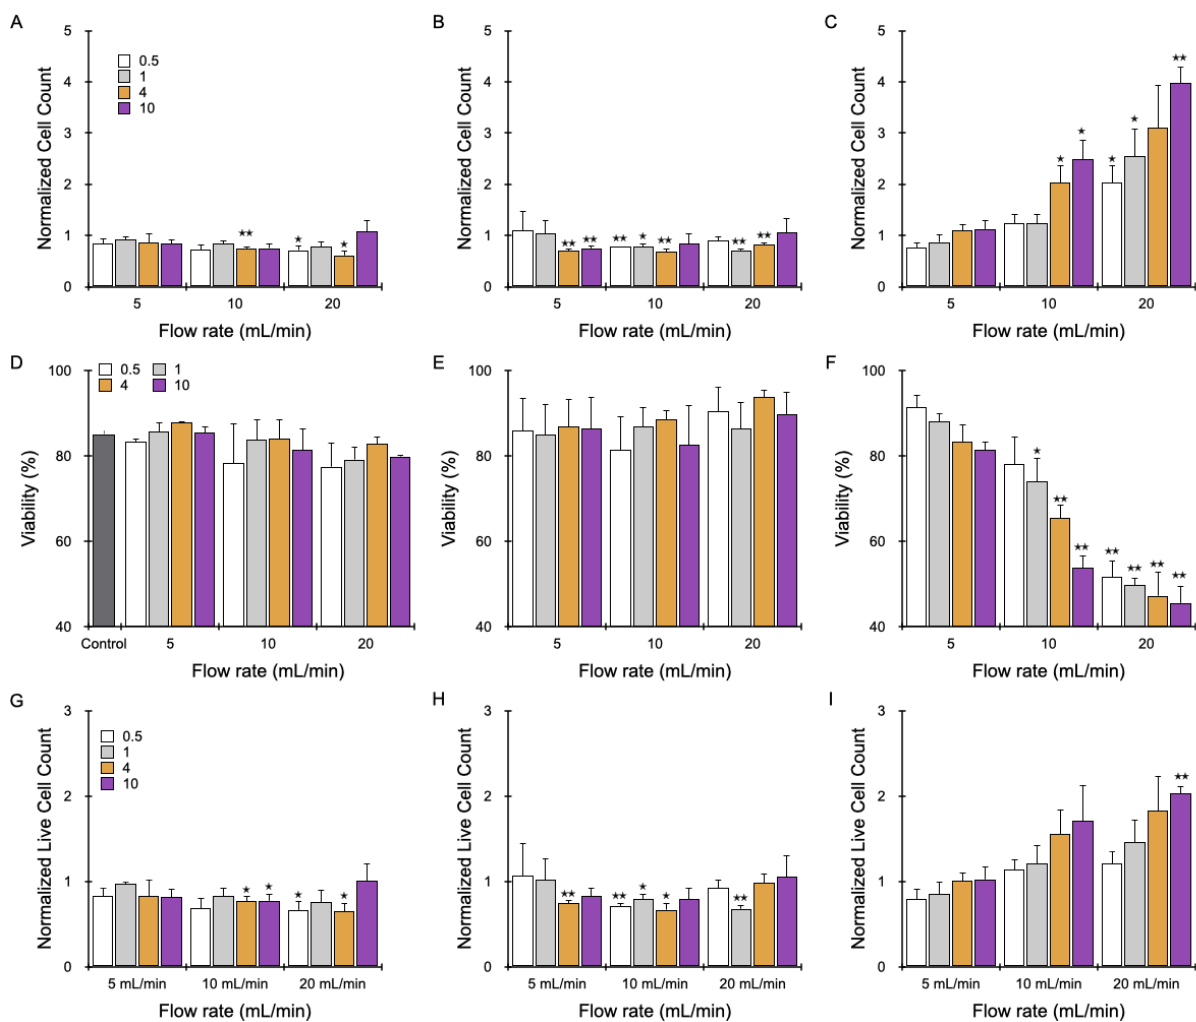 A
Normalized Cell Count
5
4
3
2
1
0
0.5
1
4
10
★★
★
★
5
10
20
Flow rate (mL/min)
B
Normalized Cell Count
5
4
3
2
1
0
★★
★★
★★
★
★★
★★
★★
5
10
20
Flow rate (mL/min)
C
Normalized Cell Count
5
4
3
2
1
0
★
★
★
★
★★
5
10
20
Flow rate (mL/min)
D
Viability (%)
100
80
60
40
0.5
1
4
10
Control
5
10
20
Flow rate (mL/min)
E
Viability (%)
100
80
60
40
5
10
20
Flow rate (mL/min)
F
Viability (%)
100
80
60
40
★
★★
★★
★★
★★
★★
★★
5
10
20
Flow rate (mL/min)
G
Normalized Live Cell Count
3
2
1
0
0.5
1
4
10
★
★
★
★
5 mL/min
10 mL/min
20 mL/min
Flow rate (mL/min)
H
Normalized Live Cell Count
3
2
1
0
★★
★★
★
★
★★
5 mL/min
10 mL/min
20 mL/min
Flow rate (mL/min)
I
Normalized Live Cell Count
3
2
1
0
★★
5 mL/min
10 mL/min
20 mL/min
Flow rate (mL/min)